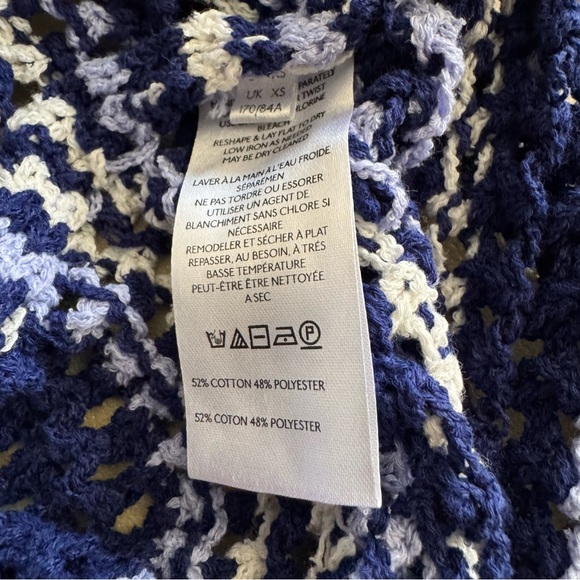 XS
PARATELY
UK XS
TWIST
170/84A
LORINE
BLEACH
RESHAPE & LAY FLAT TO DRY
LOW IRON AS NEEDED
MAY BE DRY CLEANED
LAVER À LA MAIN À L'EAU FROIDE
SÉPARÉMEN
NE PAS TORDRE OU ESSORER
UTILISER UN AGENT DE
BLANCHIMENT SANS CHLORE SI
NÉCESSAIRE
REMODELER ET SÉCHER À PLAT
REPASSER, AU BESOIN, À TRÉS
BASSE TEMPÉRATURE
PEUT-ÊTRE ÊTRE NETTOYÉE
A SEC
P
52% COTTON 48% POLYESTER
52% COTON 48% POLYESTER